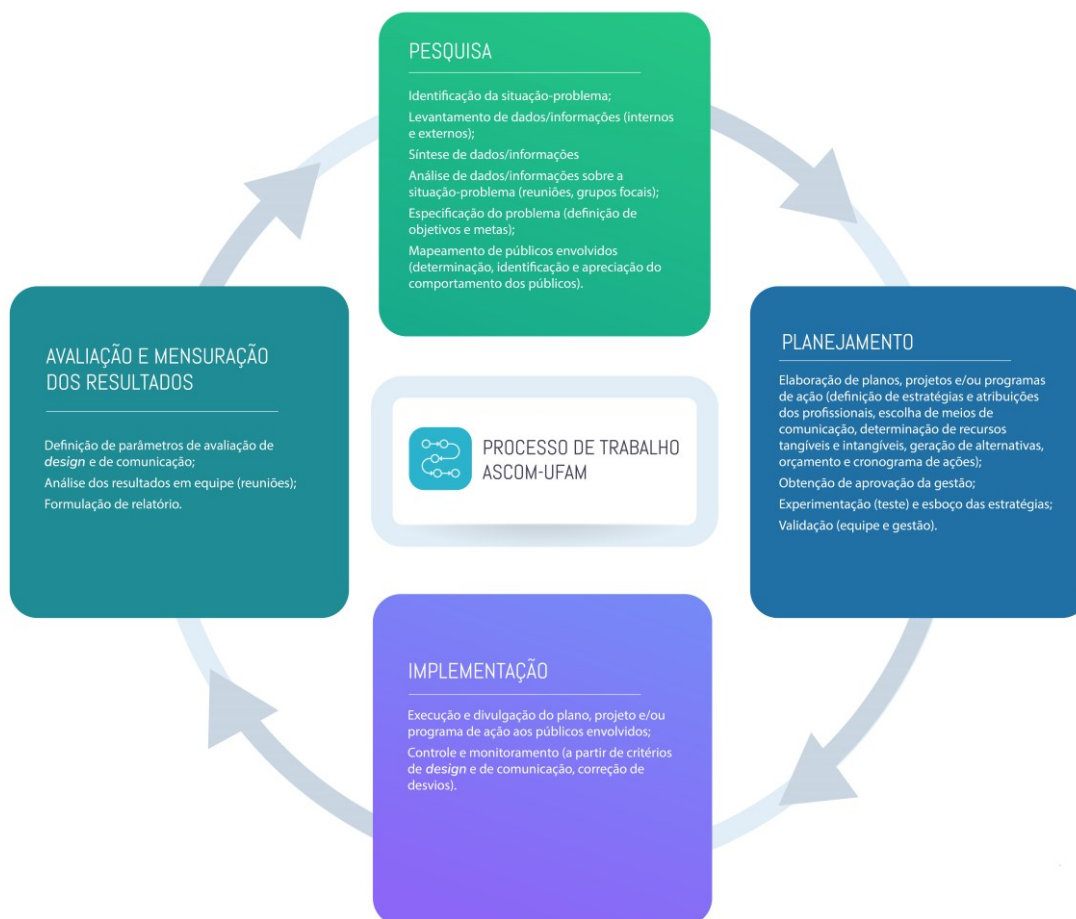 PESQUISA
Identificação da situação-problema;
Levantamento de dados/informações (internos
e externos);
Síntese de dados/informações
Análise de dados/informações sobre a
situação-problema (reuniões, grupos focais);
Especificação do problema (definição de
objetivos e metas);
Mapeamento de públicos envolvidos
(determinação, identificação e apreciação do
comportamento dos públicos).
PLANEJAMENTO
Elaboração de planos, projetos e/ou programas
de ação (definição de estratégias e atribuições
dos profissionais, escolha de meios de
comunicação, determinação de recursos
tangíveis e intangíveis, geração de alternativas,
orçamento e cronograma de ações);
Obtenção de aprovação da gestão;
Experimentação (teste) e esboço das estratégias;
Validação (equipe e gestão).
IMPLEMENTAÇÃO
Execução e divulgação do plano, projeto e/ou
programa de ação aos públicos envolvidos;
Controle e monitoramento (a partir de critérios
de design e de comunicação, correção de
desvios).
AVALIAÇÃO E MENSURAÇÃO
DOS RESULTADOS
Definição de parâmetros de avaliação de
design e de comunicação;
Análise dos resultados em equipe (reuniões);
Formulação de relatório.
PROCESSO DE TRABALHO
ASCOM-UFAM